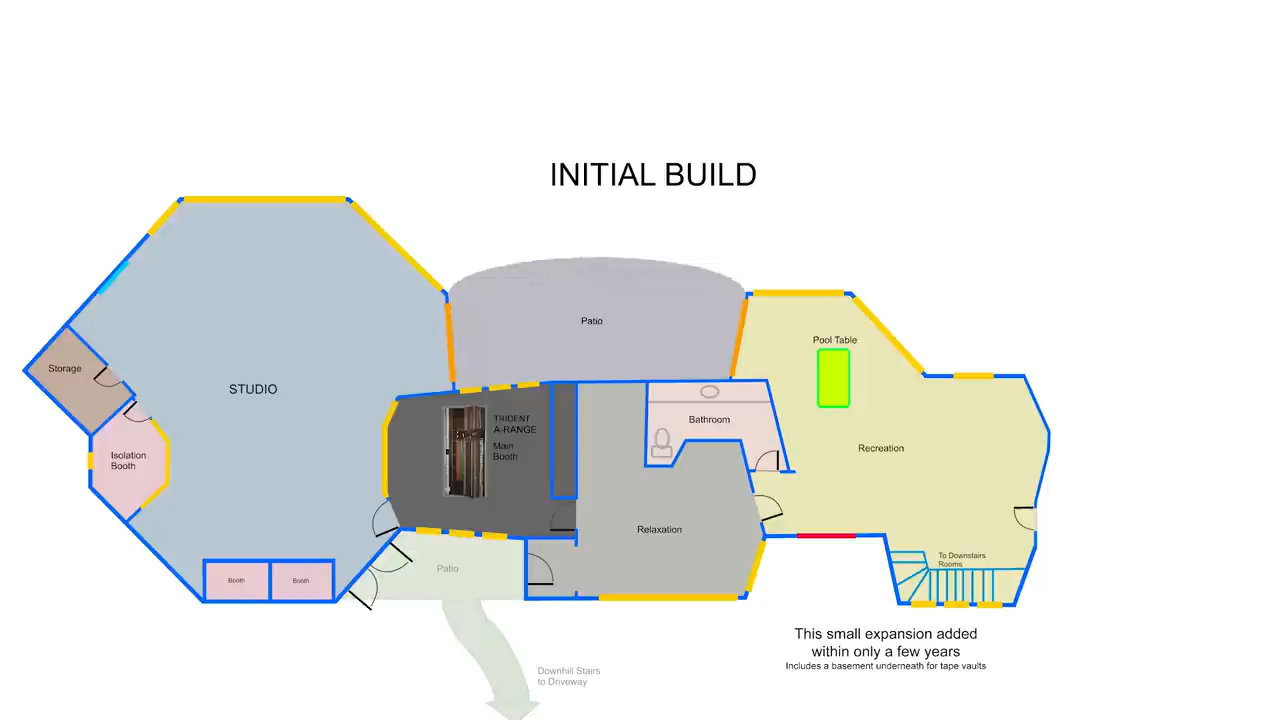 INITIAL BUILD
Patio
Pool Table
Storage
STUDIO
TRIDENT
A-RANGE
Main
Booth
Bathroom
Recreation
Isolation
Booth
Relaxation
To Downstairs
Rooms
Patio
Booth
Booth
This small expansion added
within only a few years
Includes a basement underneath for tape vaults
Downhill Stairs
to Driveway